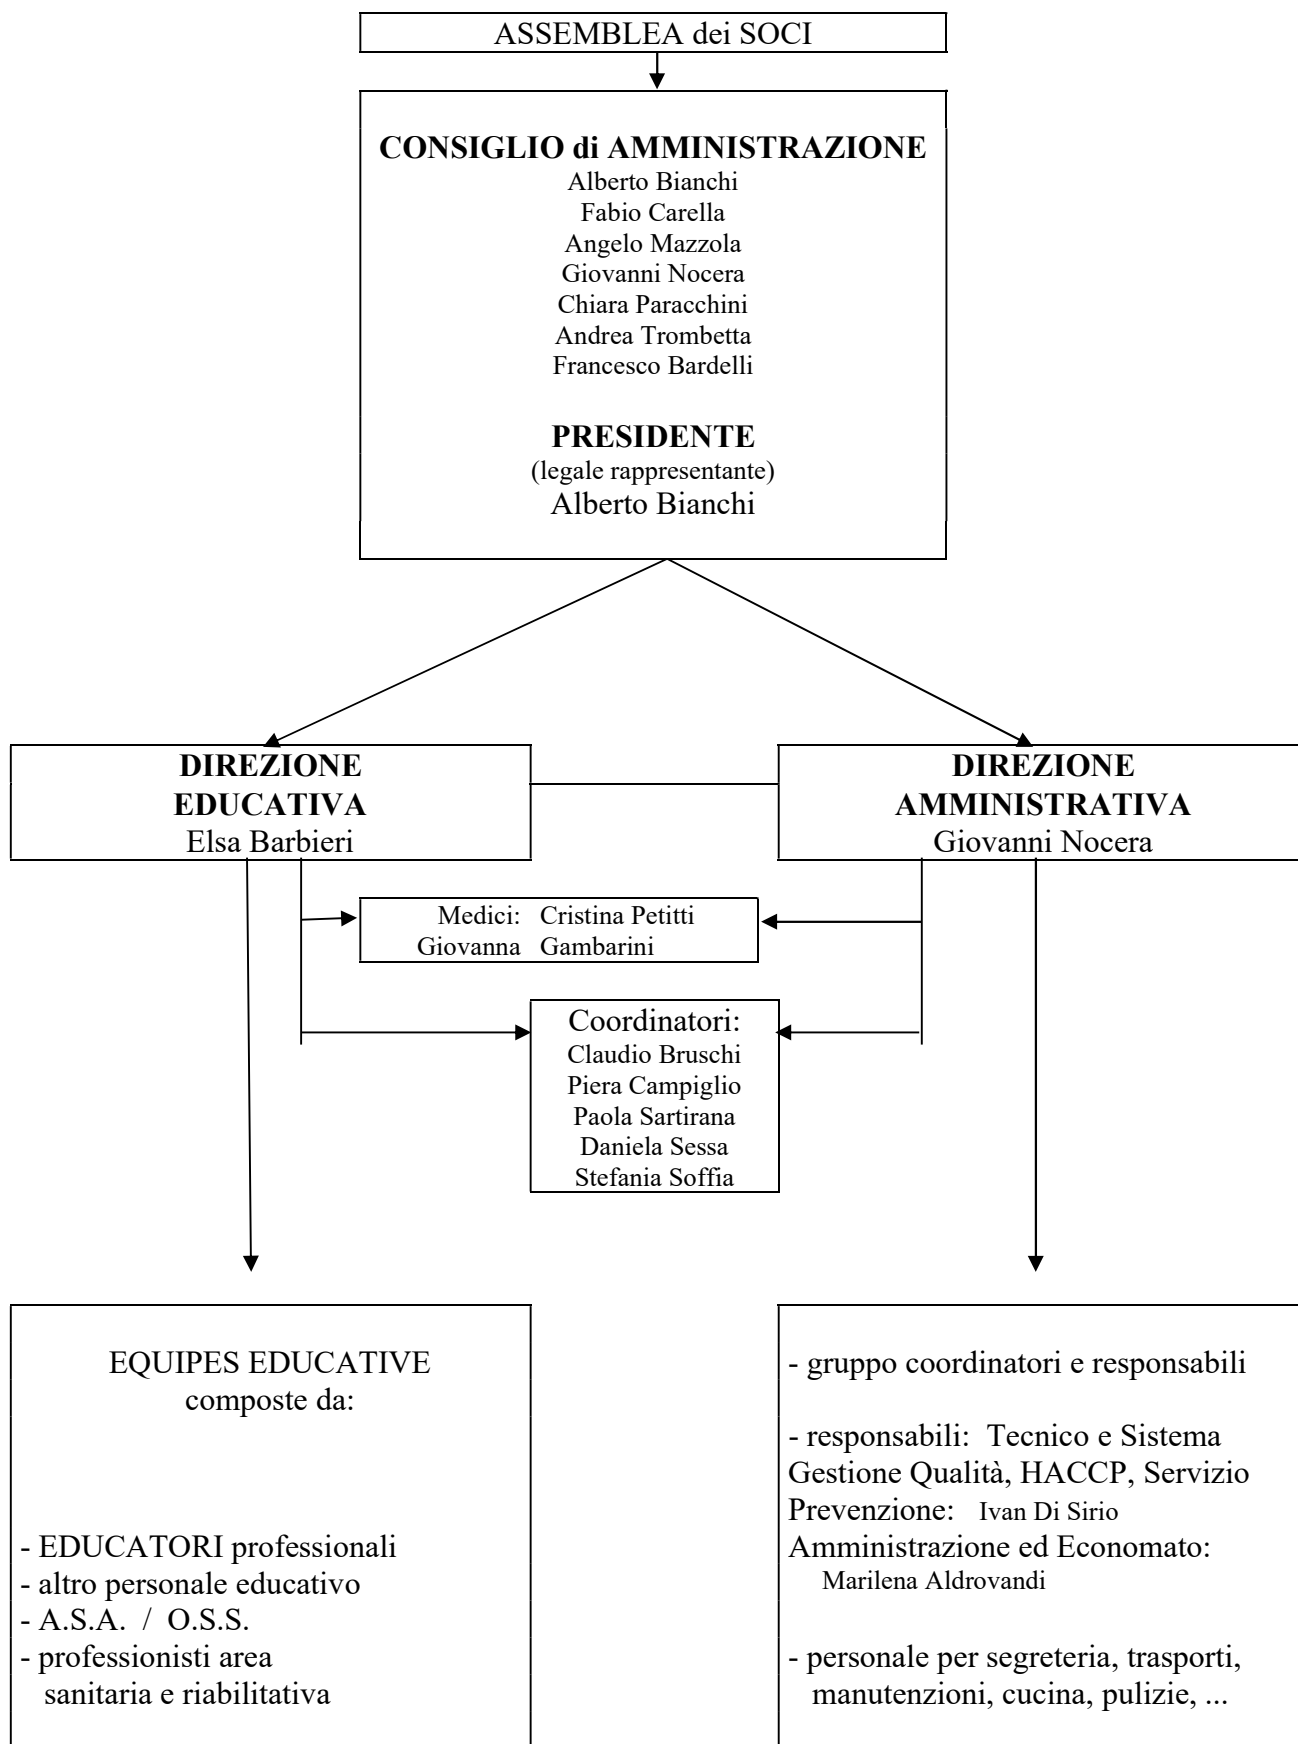 ASSEMBLEA dei SOCI
CONSIGLIO di AMMINISTRAZIONE
Alberto Bianchi
Fabio Carella
Angelo Mazzola
Giovanni Nocera
Chiara Paracchini
Andrea Trombetta
Francesco Bardelli
PRESIDENTE
(legale rappresentante)
Alberto Bianchi
DIREZIONE
EDUCATIVA
Elsa Barbieri
DIREZIONE
AMMINISTRATIVA
Giovanni Nocera
Medici: Cristina Petitti
Giovanna Gambarini
Coordinatori:
Claudio Bruschi
Piera Campiglio
Paola Sartirana
Daniela Sessa
Stefania Soffia
EQUIPES EDUCATIVE
composte da:
- EDUCATORI professionali
- altro personale educativo
- A.S.A. / O.S.S.
- professionisti area
sanitaria e riabilitativa
- gruppo coordinatori e responsabili
- responsabili: Tecnico e Sistema
Gestione Qualità, HACCP, Servizio
Prevenzione: Ivan Di Sirio
Amministrazione ed Economato:
Marilena Aldrovandi
- personale per segreteria, trasporti,
manutenzioni, cucina, pulizie, ...